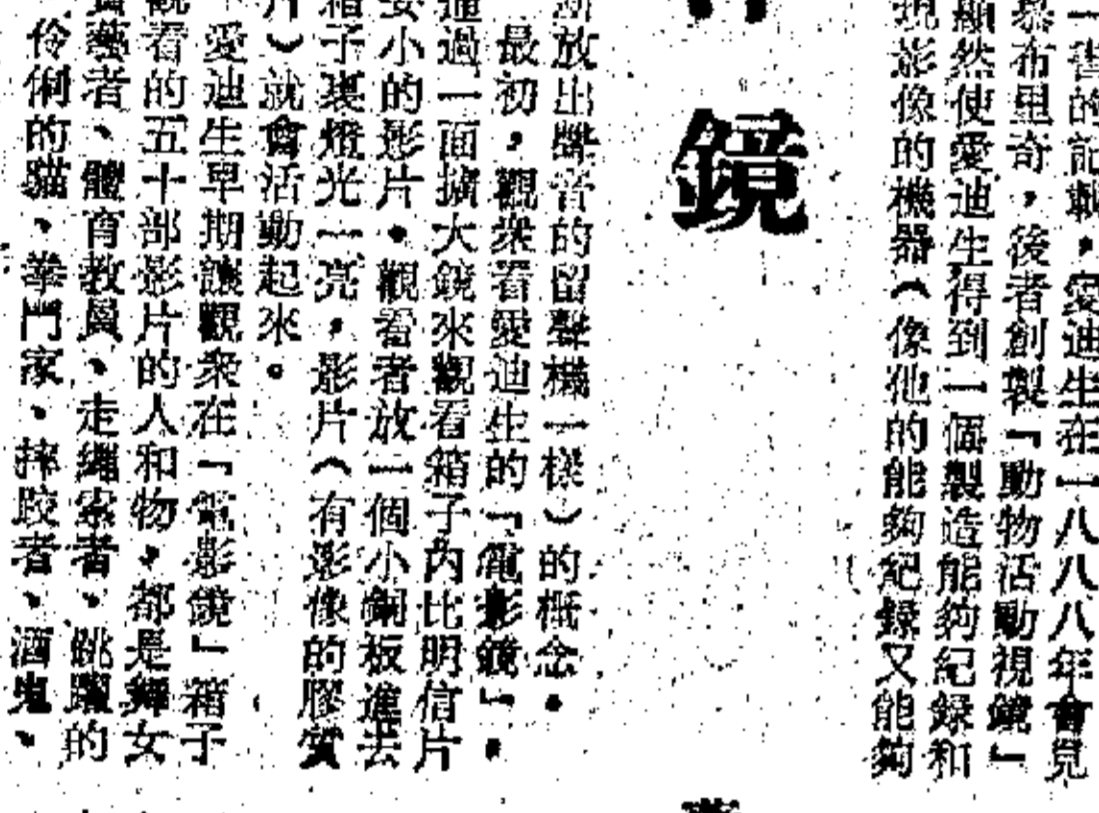 一書的記載，愛迪生在一八八八年會見
慕布里奇，後者創製「動物活動視鏡」
顯然使愛迪生得到一個製造能夠紀錄和
現影像的機器（像他的能夠紀錄又能夠
鏡
放出聲音的留聲機一樣）的概念。
最初，觀衆看愛迪生的「電影鏡」。
通過一面擴大鏡來觀看箱子內比明信片
小的影片。觀看者放一個小銅板進去
箱子裏燈光一亮，影片（有影像的膠質
片）就會活動起來。
愛迪生早期讓觀衆在「電影鏡」箱子
觀看的五十部影片的人和物，都是舞女
藝者、體育教員、走繩索者、跳躍的
伶俐的貓、拳鬥家、摔跤者、酒鬼、